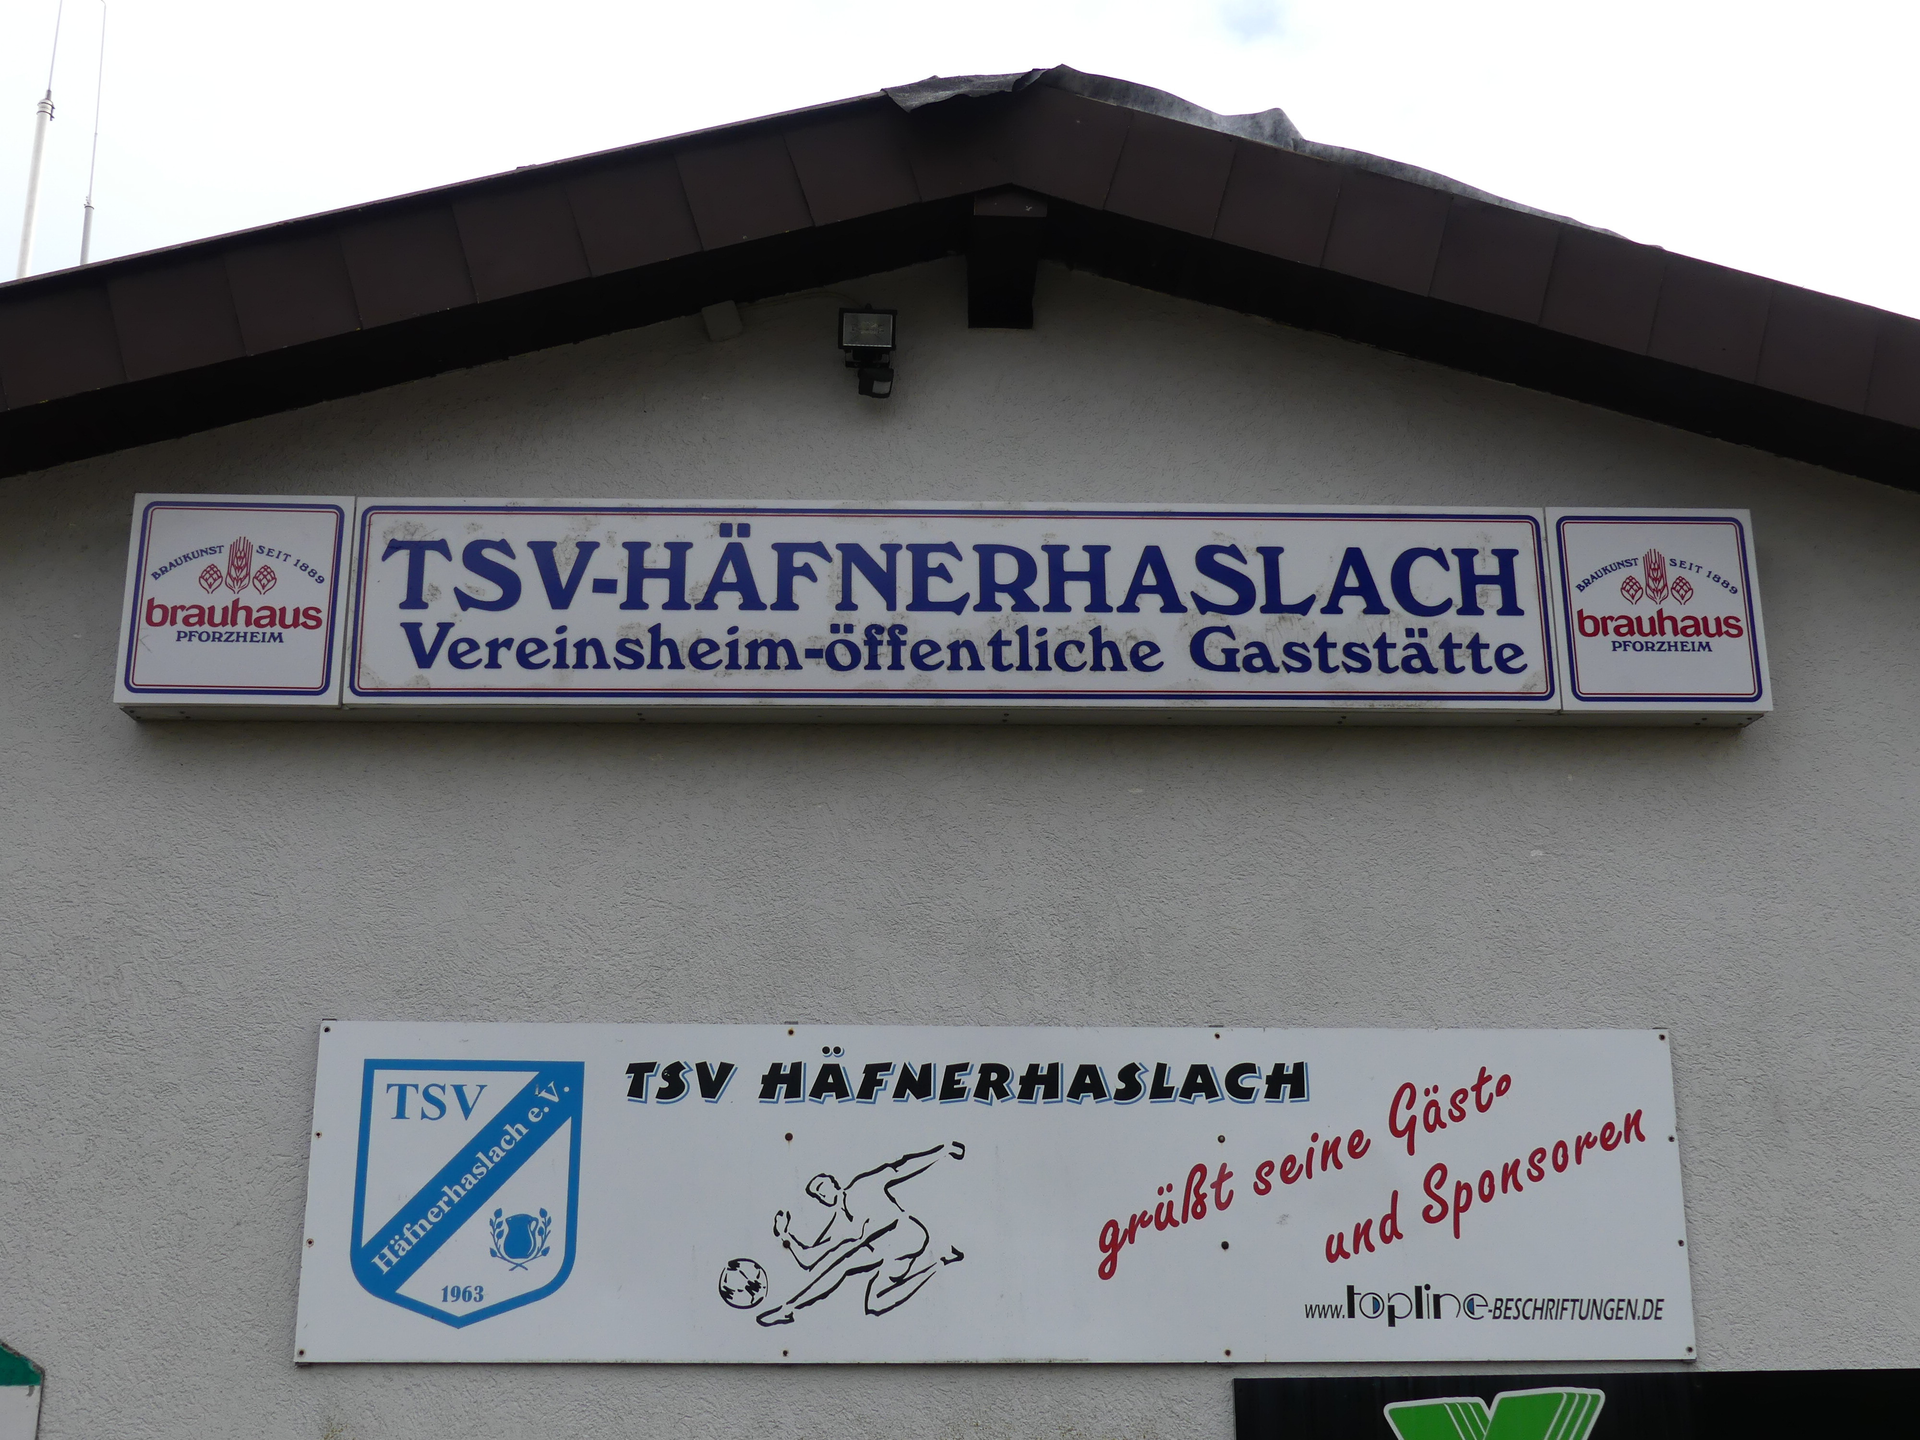 BRAUKUNST SEIT 1889
brauhaus
PFORZHEIM
TSV-HÄFNERHASLACH
Vereinsheim-öffentliche Gaststätte
BRAUKUNST SEIT 1889
brauhaus
PFORZHEIM
TSV
Häfnerhaslach e.V.
1963
TSV HÄFNERHASLACH
grüßt seine Gäste
und Sponsoren
www.topline-BESCHRIFTUNGEN.DE